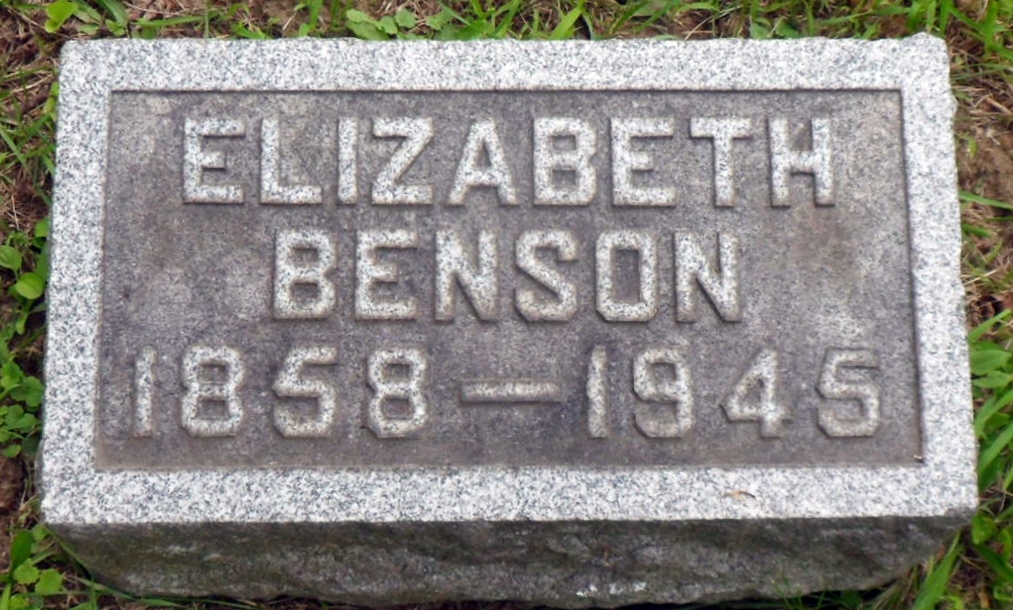 ELIZABETH
BENSON
1858 — 1945